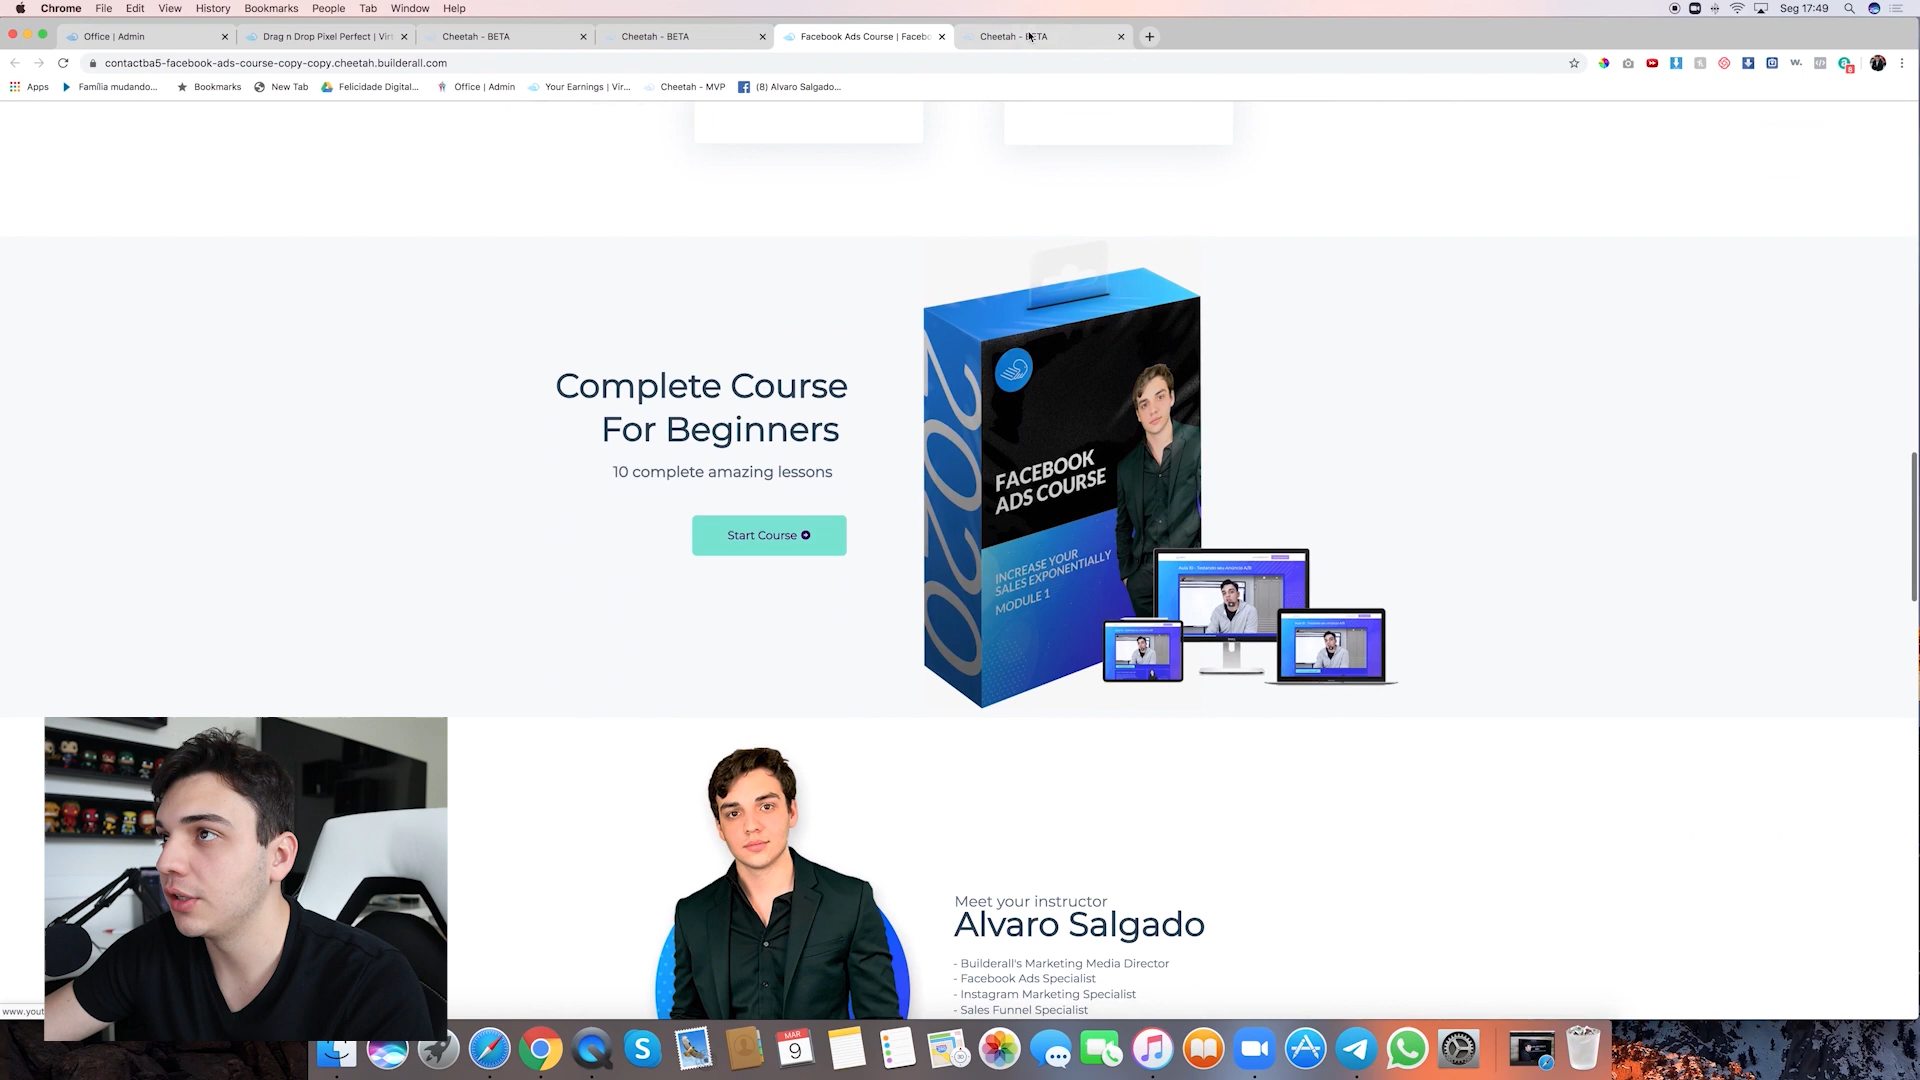 Chrome File Edit View History Bookmarks People Tab Window Help
Seg 17:49
Office | Admin
Drag n Drop Pixel Perfect | Vir
Cheetah - BETA
Cheetah - BETA
Facebook Ads Course | Facebo
Cheetah - BETA
contactba5-facebook-ads-course-copy-copy.cheetah.builderall.com
Apps
Família mudando...
Bookmarks
New Tab
Felicidade Digital...
Office | Admin
Your Earnings | Vir...
Cheetah - MVP
(8) Alvaro Salgado...
Complete Course
For Beginners
10 complete amazing lessons
Start Course
2020
FACEBOOK
ADS COURSE
INCREASE YOUR
SALES EXPONENTIALLY
MODULE 1
Meet your instructor
Alvaro Salgado
- Builderall's Marketing Media Director
- Facebook Ads Specialist
- Instagram Marketing Specialist
- Sales Funnel Specialist
www.yout
MAR
9